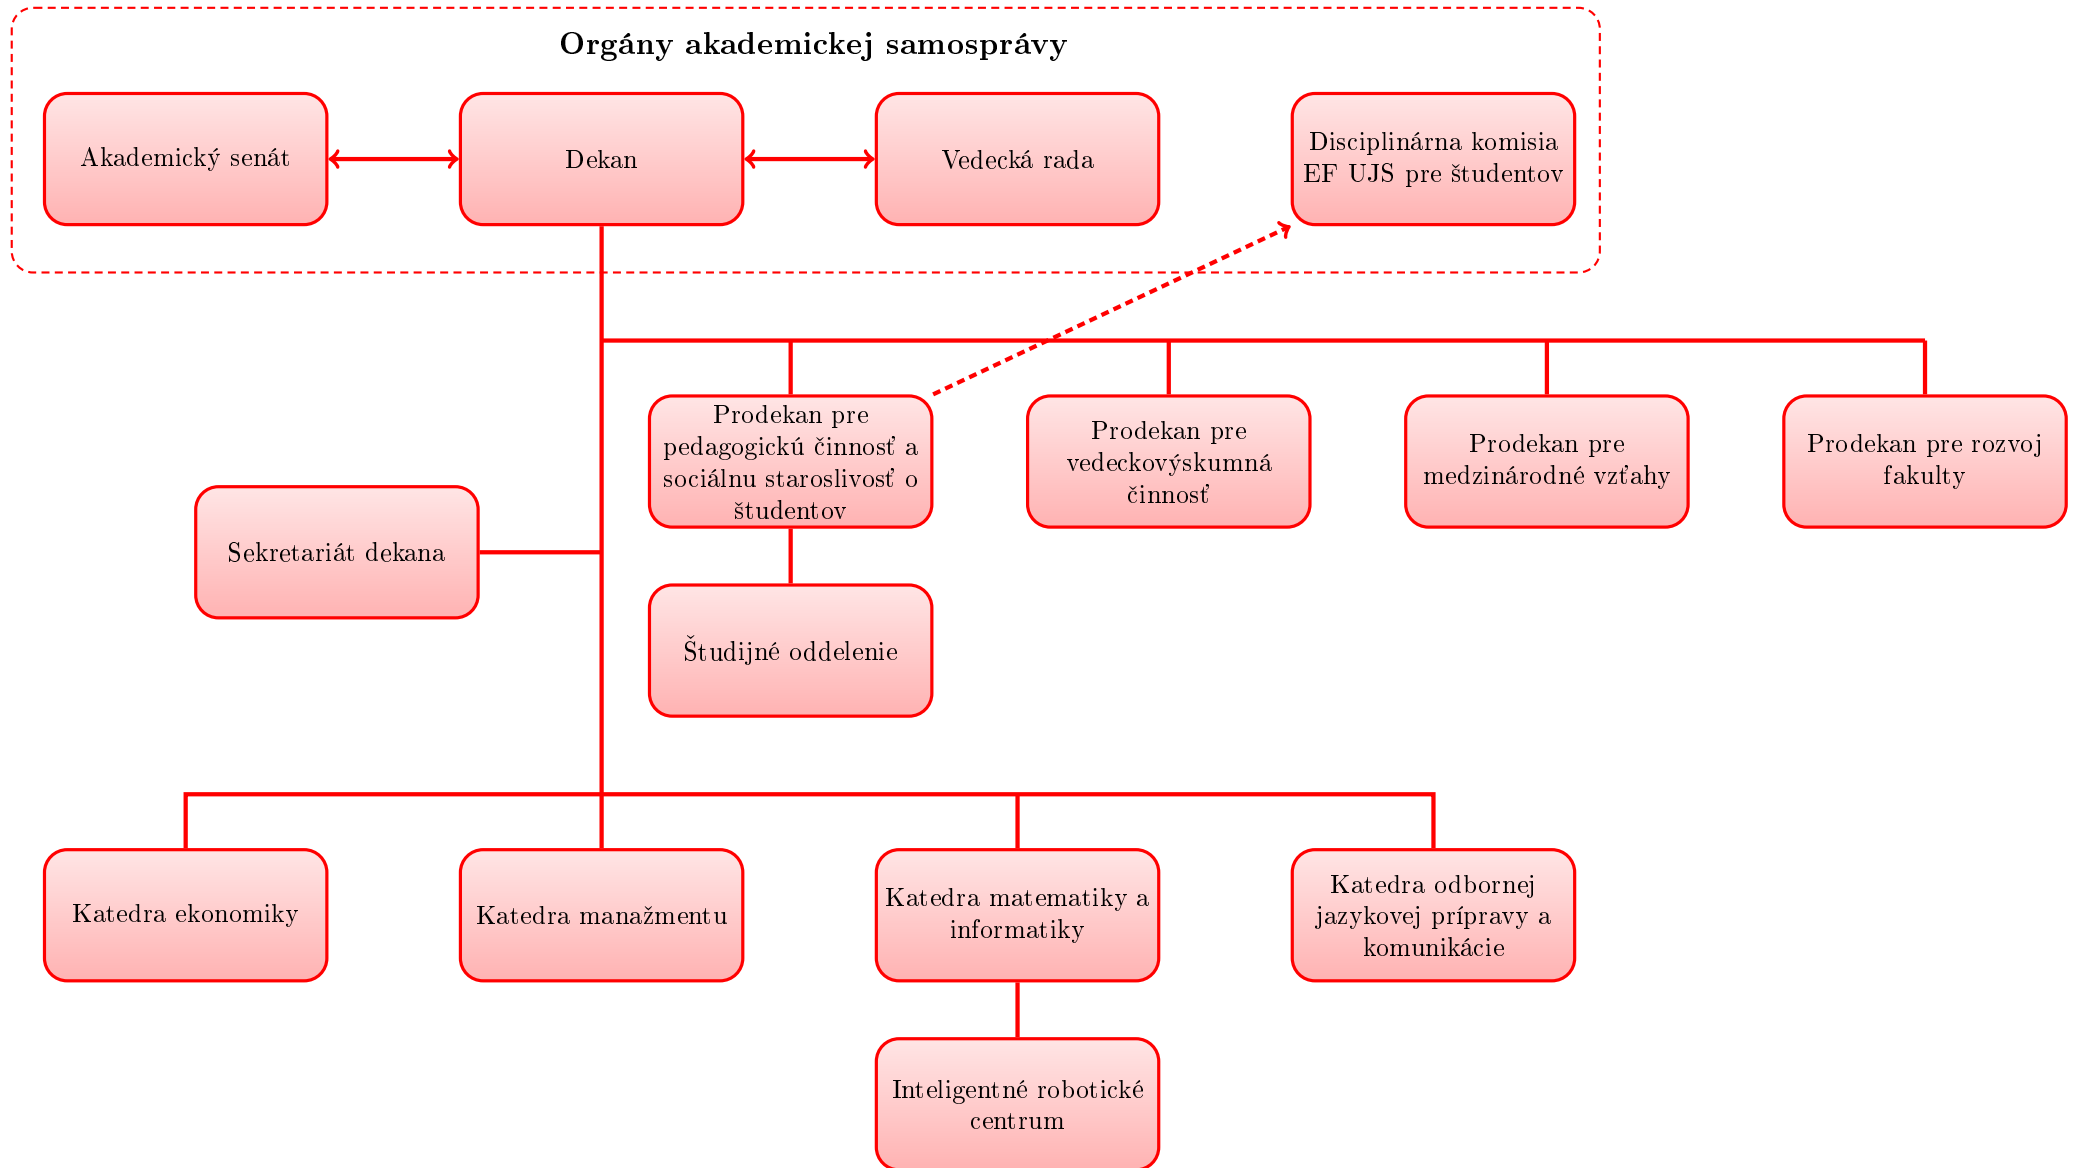 Orgány akademickej samosprávy
Akademický senát
Dekan
Vedecká rada
Disciplinárna komisia
EF UJS pre študentov
Prodekan pre
pedagogickú činnosť a
sociálnu staroslivosť o
študentov
Prodekan pre
vedeckovýskumná
činnosť
Prodekan pre
medzinárodné vzťahy
Prodekan pre rozvoj
fakulty
Sekretariát dekana
Študijné oddelenie
Katedra ekonomiky
Katedra manažmentu
Katedra matematiky a
informatiky
Katedra odbornej
jazykovej prípravy a
komunikácie
Inteligentné robotické
centrum